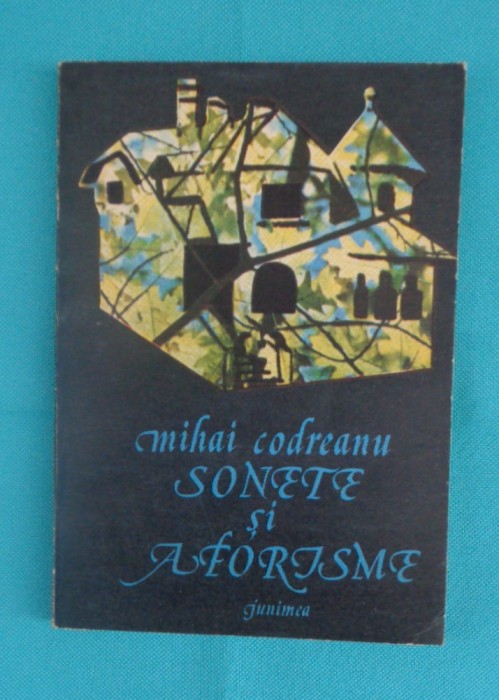 mihai codreanu
SONETE
și
AFORISME
junimea